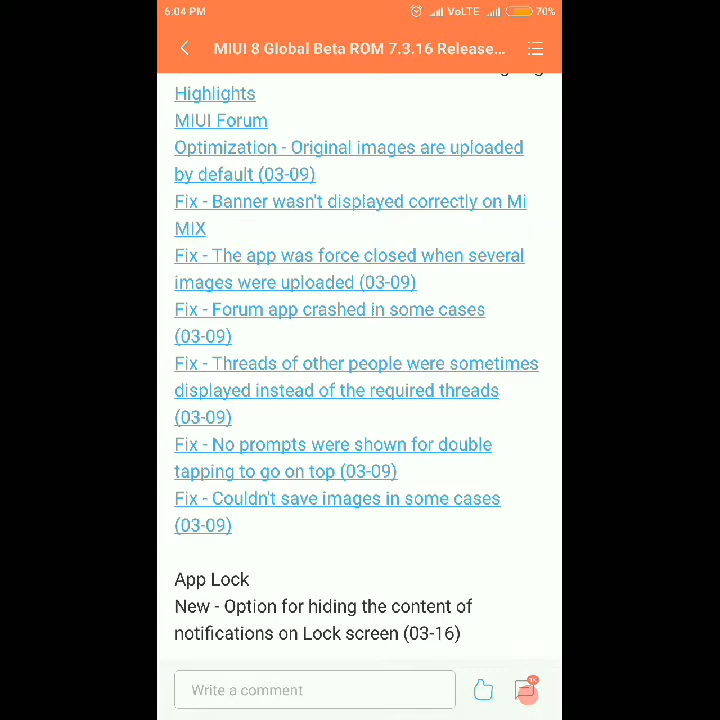 6:04 PM VoLTE 70%
MIUI 8 Global Beta ROM 7.3.16 Release...
Highlights
MIUI Forum
Optimization - Original images are uploaded
by default (03-09)
Fix - Banner wasn't displayed correctly on Mi
MIX
Fix - The app was force closed when several
images were uploaded (03-09)
Fix - Forum app crashed in some cases
(03-09)
Fix - Threads of other people were sometimes
displayed instead of the required threads
(03-09)
Fix - No prompts were shown for double
tapping to go on top (03-09)
Fix - Couldn't save images in some cases
(03-09)
App Lock
New - Option for hiding the content of
notifications on Lock screen (03-16)
Write a comment